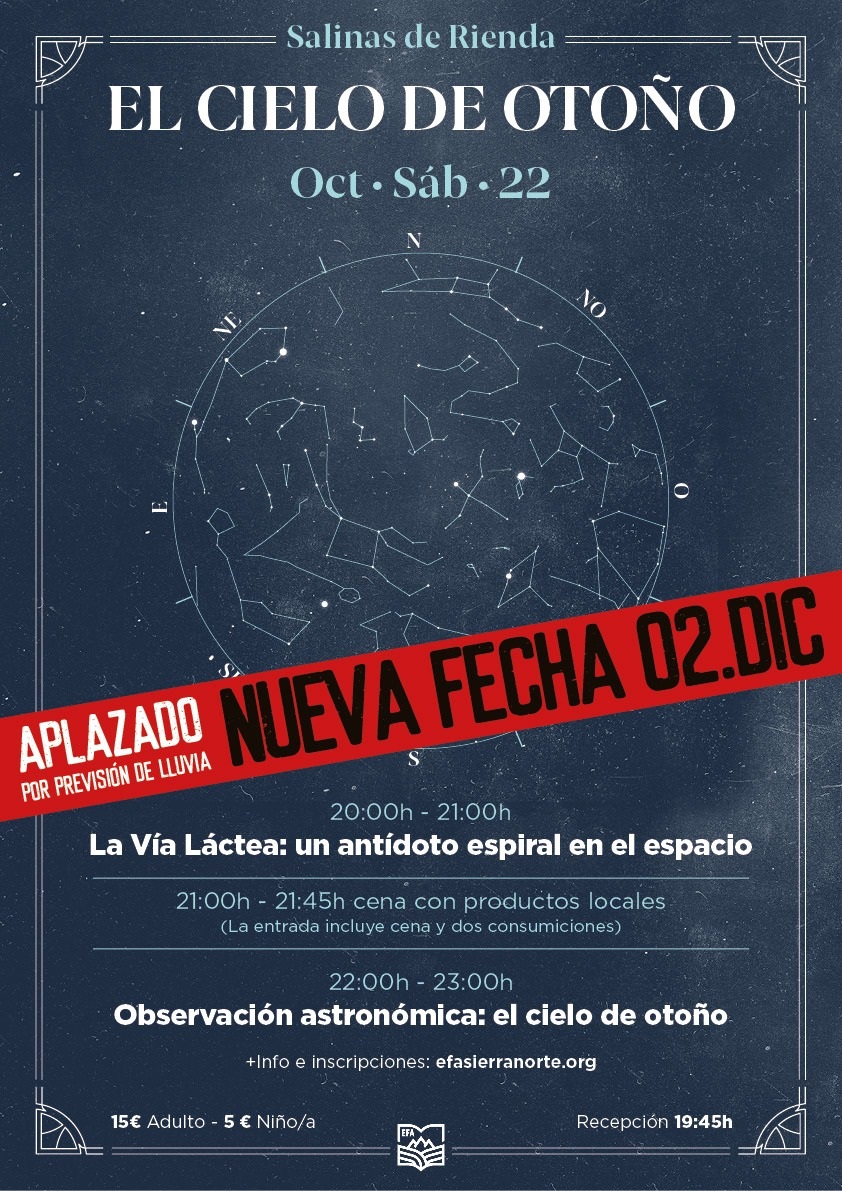 Salinas de Rienda
EL CIELO DE OTOÑO
Oct · Sáb · 22
N
NE
NO
E
O
S
APLAZADO
POR PREVISIÓN DE LLUVIA
NUEVA FECHA 02.DIC
20:00h - 21:00h
La Vía Láctea: un antídoto espiral en el espacio
21:00h - 21:45h cena con productos locales
(La entrada incluye cena y dos consumiciones)
22:00h - 23:00h
Observación astronómica: el cielo de otoño
+Info e inscripciones: efasierranorte.org
15€ Adulto - 5 € Niño/a
Recepción 19:45h
EFA